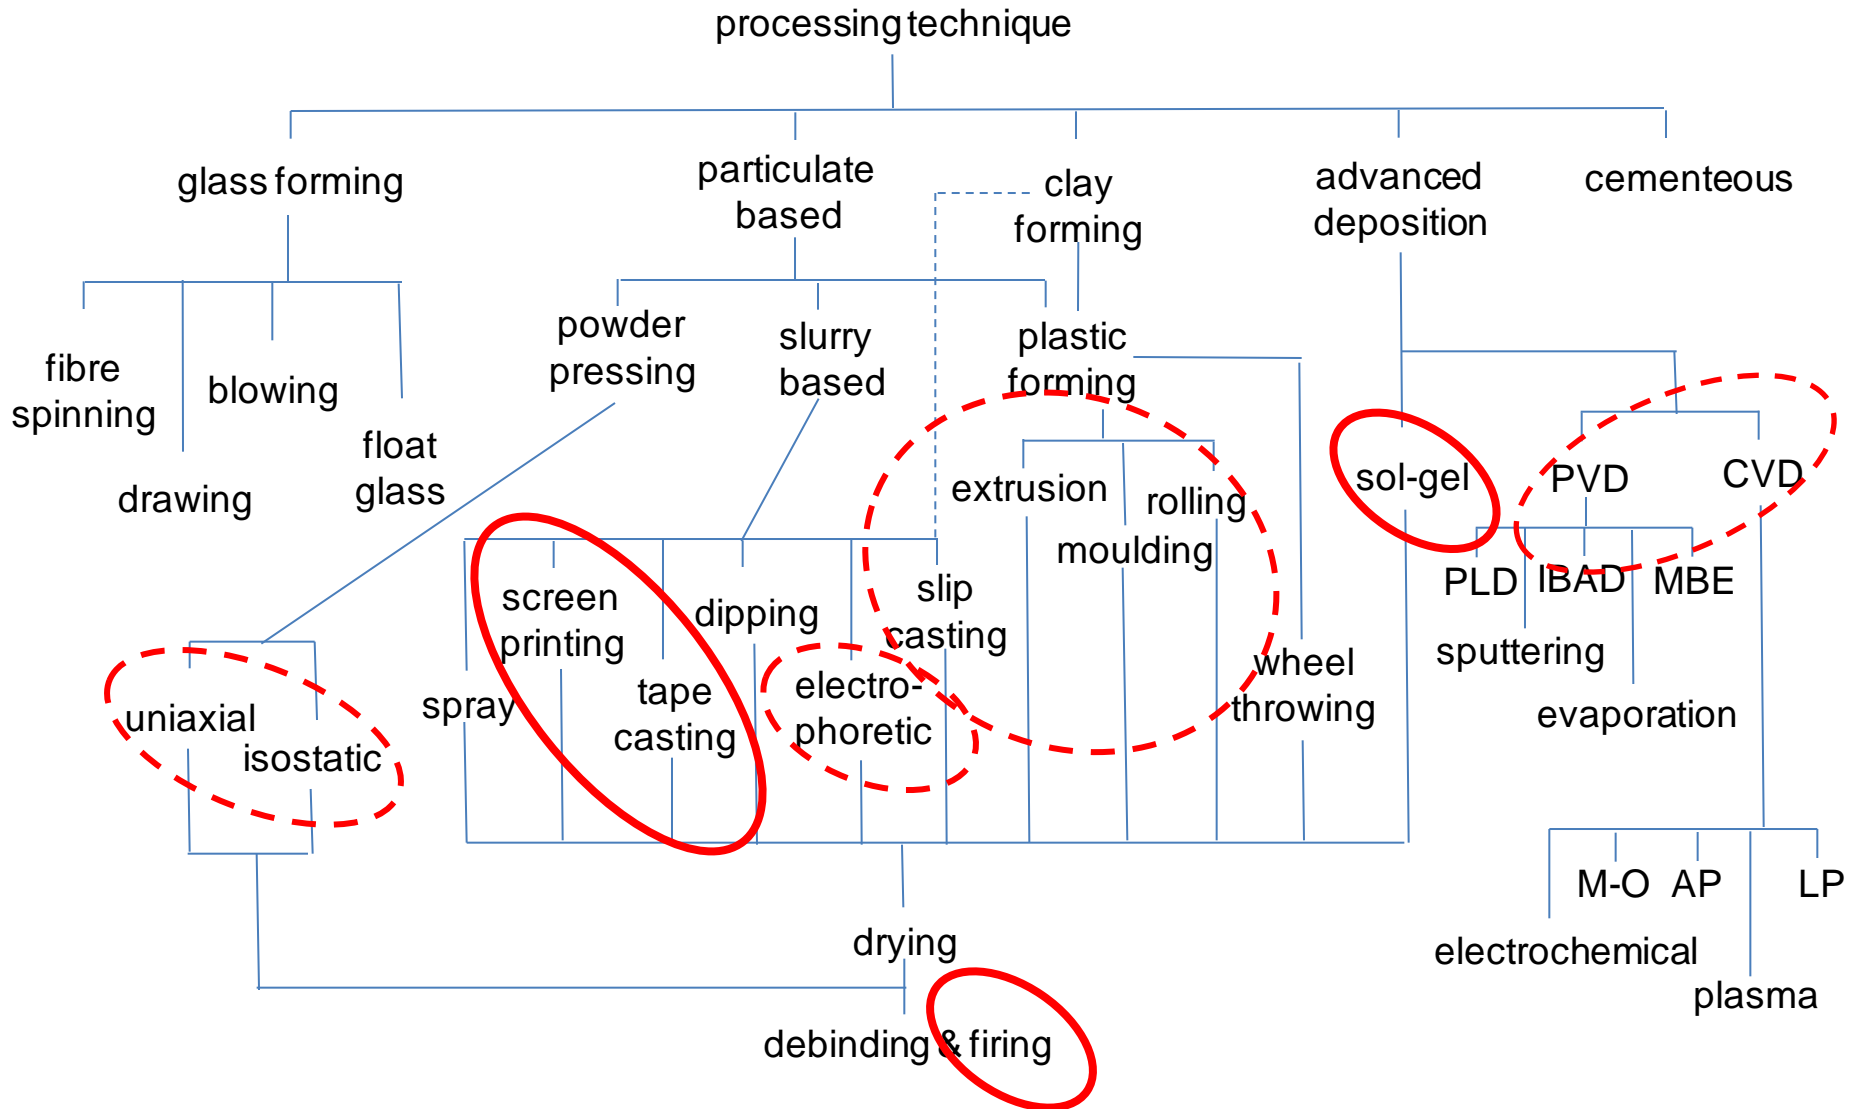 processing technique
glass forming
particulate
based
clay
forming
advanced
deposition
cementeous
fibre
spinning
drawing
blowing
float
glass
powder
pressing
slurry
based
plastic
forming
extrusion
rolling
moulding
sol-gel
PVD
CVD
PLD
IBAD
MBE
sputtering
evaporation
screen
printing
dipping
slip
casting
uniaxial
isostatic
spray
tape
casting
electro-
phoretic
wheel
throwing
M-O
AP
LP
electrochemical
plasma
drying
debinding & firing